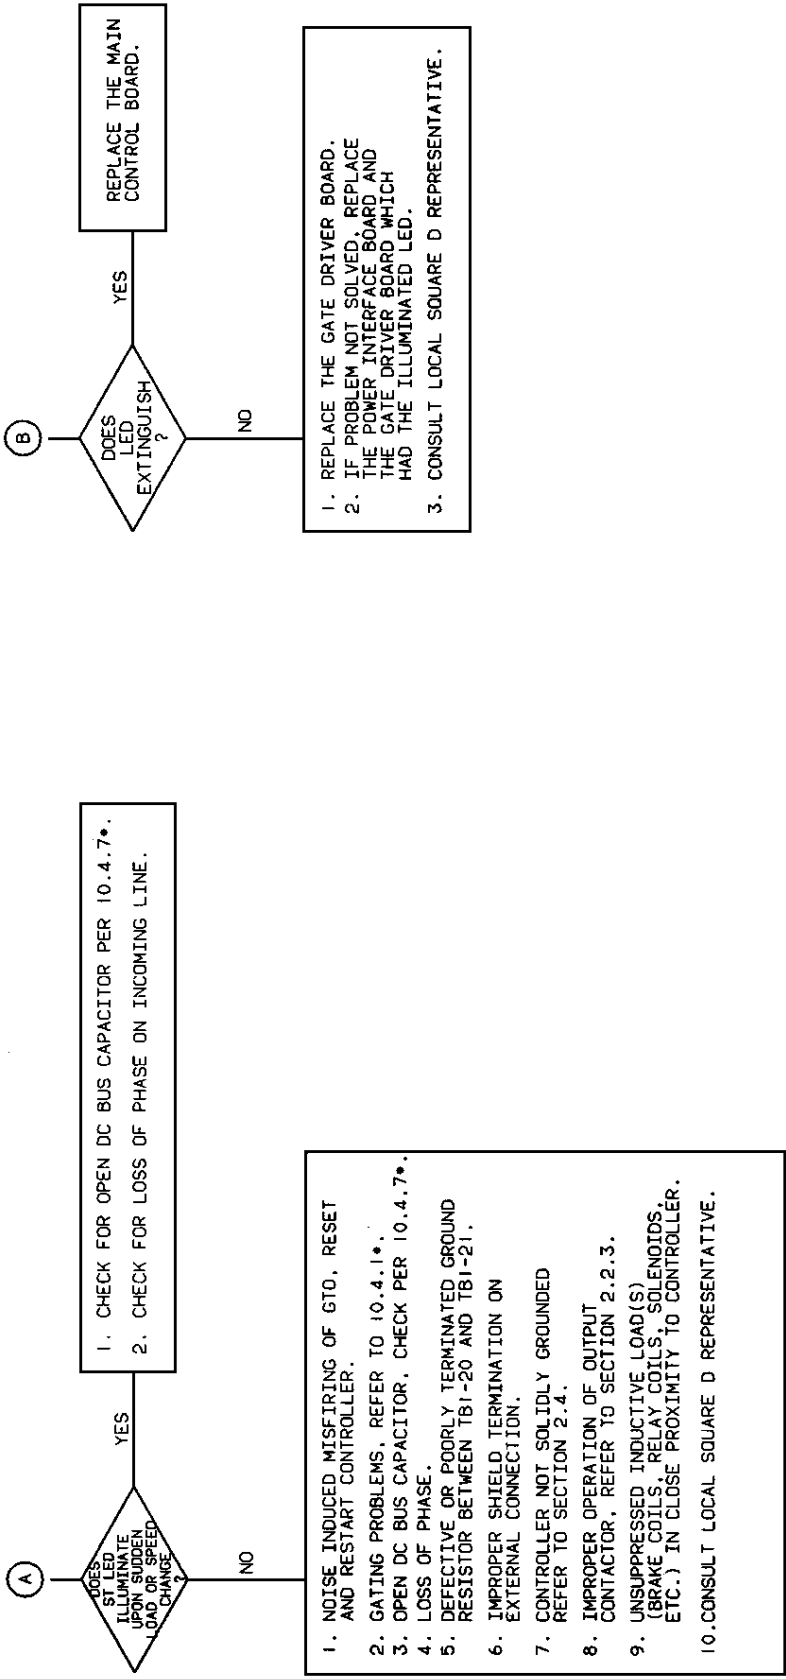 A
DOES
ST LED
ILLUMINATE
UPON SUDDEN
LOAD OR SPEED
CHANGE
?
YES
1. CHECK FOR OPEN DC BUS CAPACITOR PER 10.4.7*.
2. CHECK FOR LOSS OF PHASE ON INCOMING LINE.
NO
1. NOISE INDUCED MISFIRING OF GTO, RESET
AND RESTART CONTROLLER.
2. GATING PROBLEMS, REFER TO 10.4.1*.
3. OPEN DC BUS CAPACITOR, CHECK PER 10.4.7*.
4. LOSS OF PHASE.
5. DEFECTIVE OR POORLY TERMINATED GROUND
RESISTOR BETWEEN TB1-20 AND TB1-21.
6. IMPROPER SHIELD TERMINATION ON
EXTERNAL CONNECTION.
7. CONTROLLER NOT SOLIDLY GROUNDED
REFER TO SECTION 2.4.
8. IMPROPER OPERATION OF OUTPUT
CONTACTOR, REFER TO SECTION 2.2.3.
9. UNSUPPRESSED INDUCTIVE LOAD(S)
(BRAKE COILS, RELAY COILS, SOLENOIDS,
ETC.) IN CLOSE PROXIMITY TO CONTROLLER.
10.CONSULT LOCAL SQUARE D REPRESENTATIVE.
B
DOES
LED
EXTINGUISH
?
YES
REPLACE THE MAIN
CONTROL BOARD.
NO
1. REPLACE THE GATE DRIVER BOARD.
2. IF PROBLEM NOT SOLVED, REPLACE
THE POWER INTERFACE BOARD AND
THE GATE DRIVER BOARD WHICH
HAD THE ILLUMINATED LED.
3. CONSULT LOCAL SQUARE D REPRESENTATIVE.